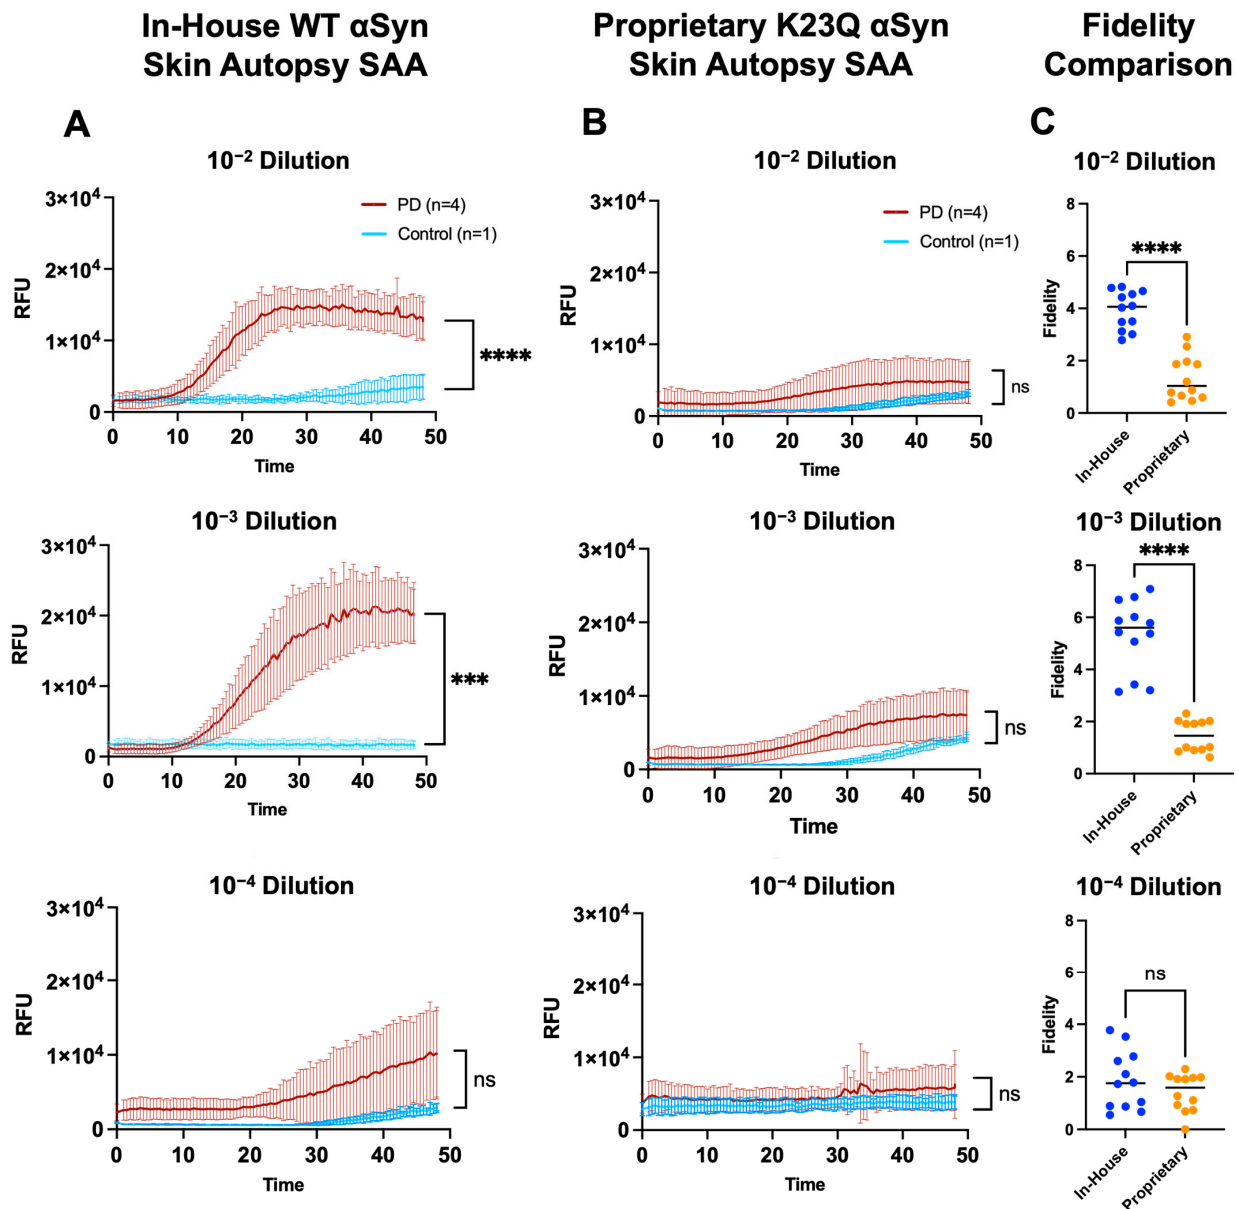 In-House WT αSyn
Skin Autopsy SAA
Proprietary K23Q αSyn
Skin Autopsy SAA
Fidelity
Comparison
A
10⁻² Dilution
3×10⁴
2×10⁴
1×10⁴
0
RFU
PD (n=4)
Control (n=1)
****
0 10 20 30 40 50
Time
B
10⁻² Dilution
3×10⁴
2×10⁴
1×10⁴
0
RFU
PD (n=4)
Control (n=1)
ns
0 10 20 30 40 50
Time
C
10⁻² Dilution
8
6
4
2
0
Fidelity
****
In-House
Proprietary
10⁻³ Dilution
3×10⁴
2×10⁴
1×10⁴
0
RFU
***
0 10 20 30 40 50
Time
10⁻³ Dilution
3×10⁴
2×10⁴
1×10⁴
0
RFU
ns
0 10 20 30 40 50
Time
10⁻³ Dilution
8
6
4
2
0
Fidelity
****
In-House
Proprietary
10⁻⁴ Dilution
3×10⁴
2×10⁴
1×10⁴
0
RFU
ns
0 10 20 30 40 50
Time
10⁻⁴ Dilution
3×10⁴
2×10⁴
1×10⁴
0
RFU
ns
0 10 20 30 40 50
Time
10⁻⁴ Dilution
8
6
4
2
0
Fidelity
ns
In-House
Proprietary